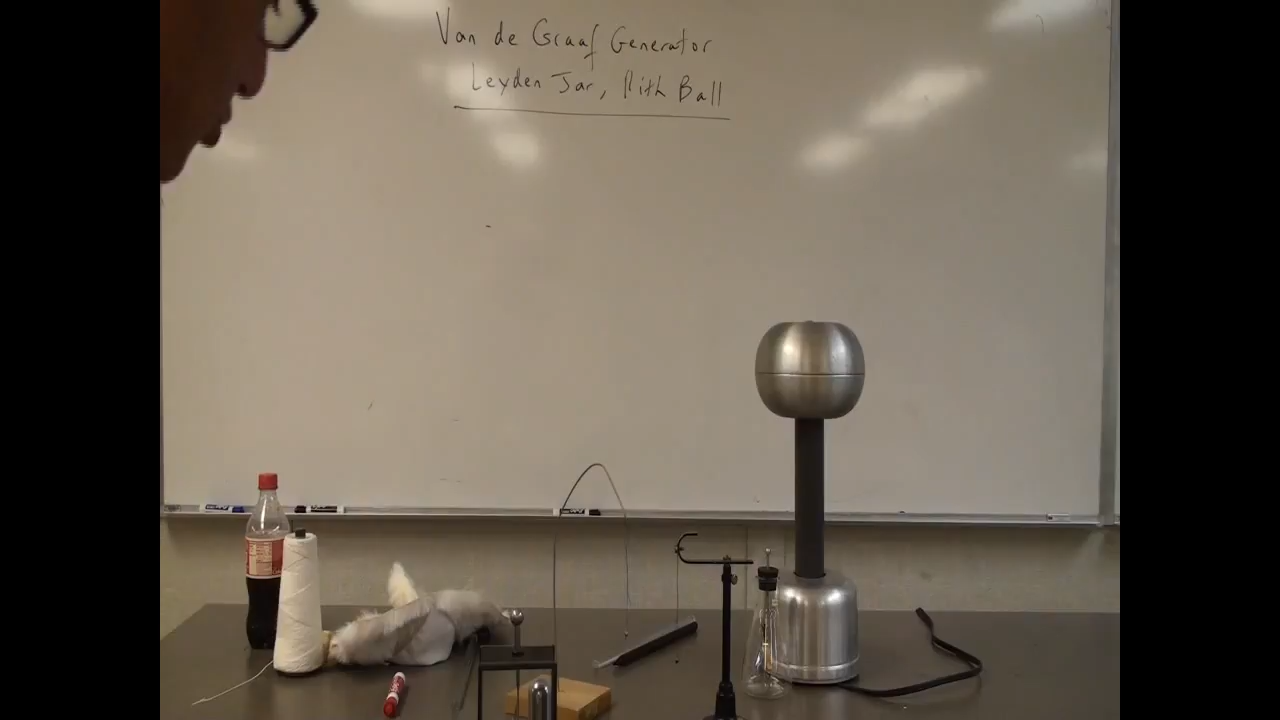 Van de Graaf Generator
Leyden Jar, Pith Ball